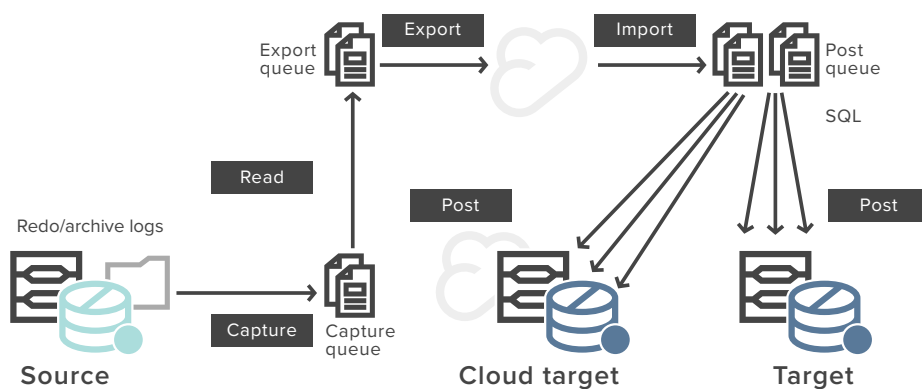 Export
queue
Export
Import
Post
queue
SQL
Read
Post
Post
Redo/archive logs
Capture
Capture
queue
Source
Cloud target
Target